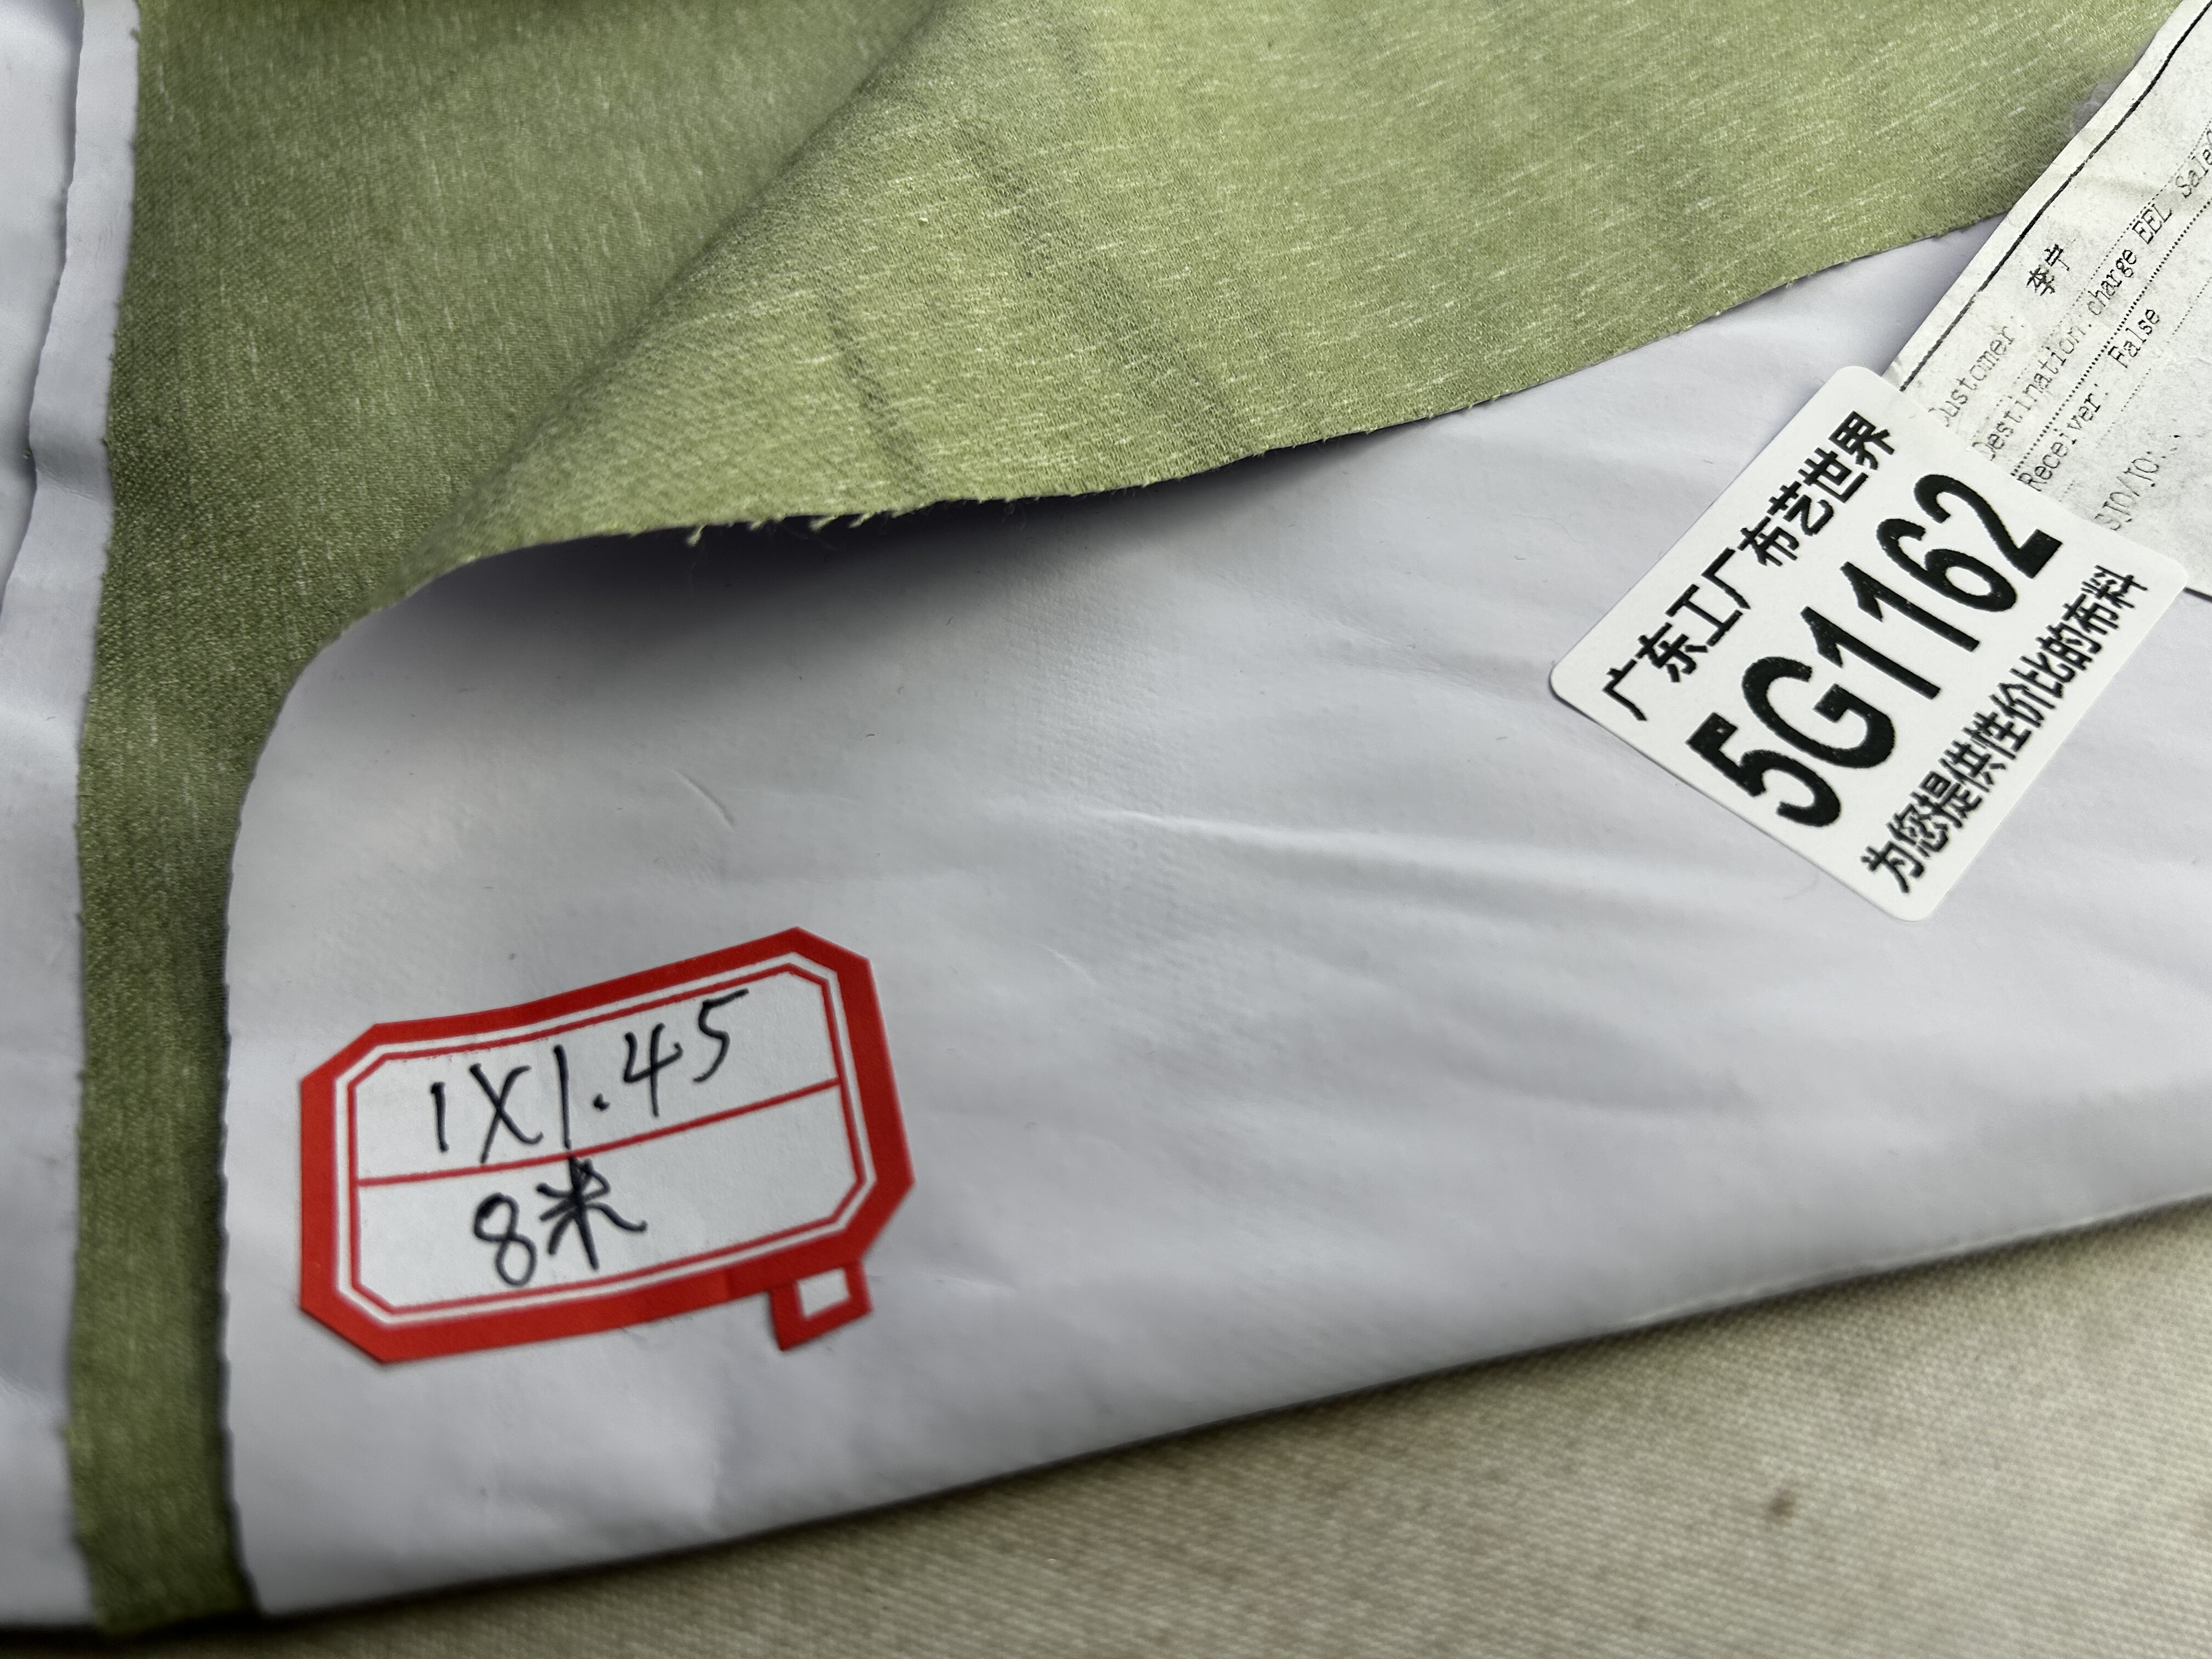 1X1.45
8米
广东工厂布艺世界
5G1162
为您提供性价比的布料
Customer: 李宁
Destination: charge EEL
Receiver: False